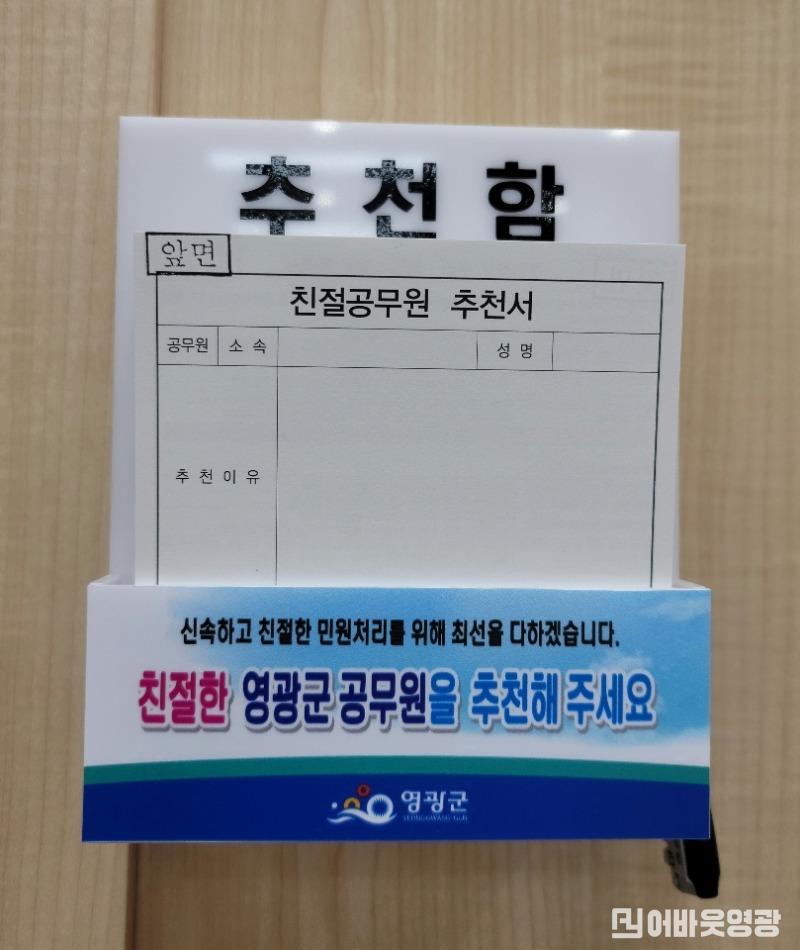 추천함
앞면
친절공무원 추천서
공무원 소속 성명
추천이유
신속하고 친절한 민원처리를 위해 최선을 다하겠습니다.
친절한 영광군 공무원을 추천해 주세요
영광군
YEONGGWANG-GUN
어바웃영광